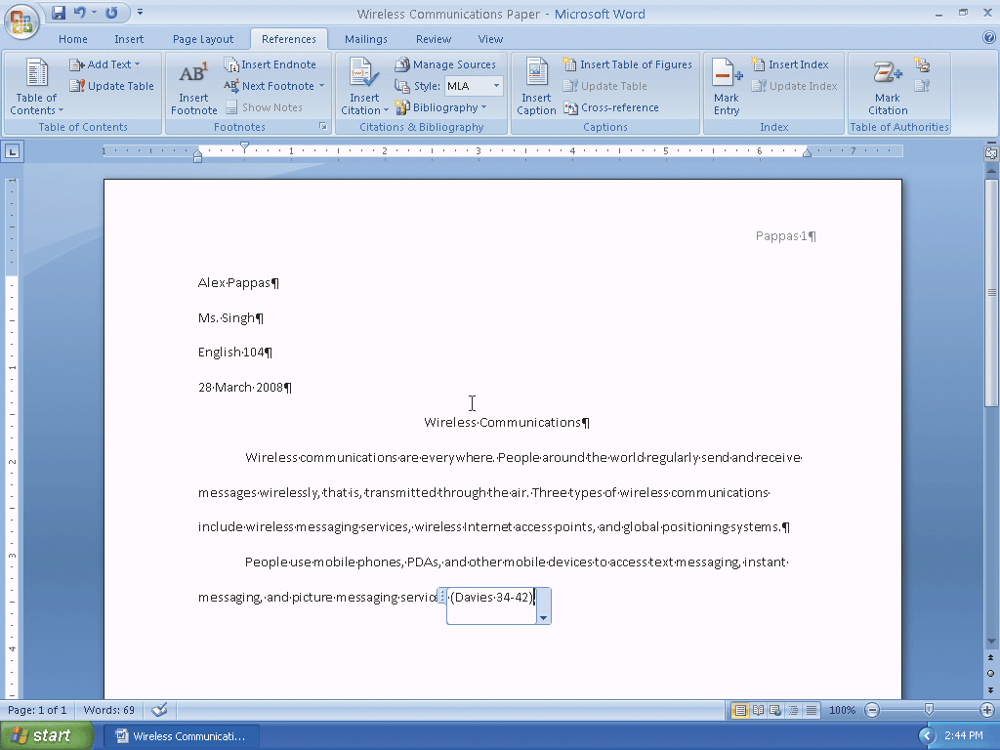 Wireless Communications Paper - Microsoft Word
Home Insert Page Layout References Mailings Review View
Table of Contents
Add Text
Update Table
Table of Contents
AB1
Insert Footnote
Insert Endnote
Next Footnote
Show Notes
Footnotes
Insert Citation
Manage Sources
Style: MLA
Bibliography
Citations & Bibliography
Insert Caption
Insert Table of Figures
Update Table
Cross-reference
Captions
Mark Entry
Insert Index
Update Index
Index
Mark Citation
Table of Authorities
1 1 2 3 4 5 6 7
Pappas·1¶
Alex·Pappas¶
Ms.·Singh¶
English·104¶
28·March·2008¶
Wireless·Communications¶
Wireless·communications·are·everywhere.·People·around·the·world·regularly·send·and·receive·
messages·wirelessly,·that·is,·transmitted·through·the·air.·Three·types·of·wireless·communications·
include·wireless·messaging·services,·wireless·Internet·access·points,·and·global·positioning·systems.¶
People·use·mobile·phones,·PDAs,·and·other·mobile·devices·to·access·text·messaging,·instant·
messaging,·and·picture·messaging·servic ·(Davies·34-42)
1
1
2
3
4
Page: 1 of 1 Words: 69 100%
start Wireless Communicati... 2:44 PM